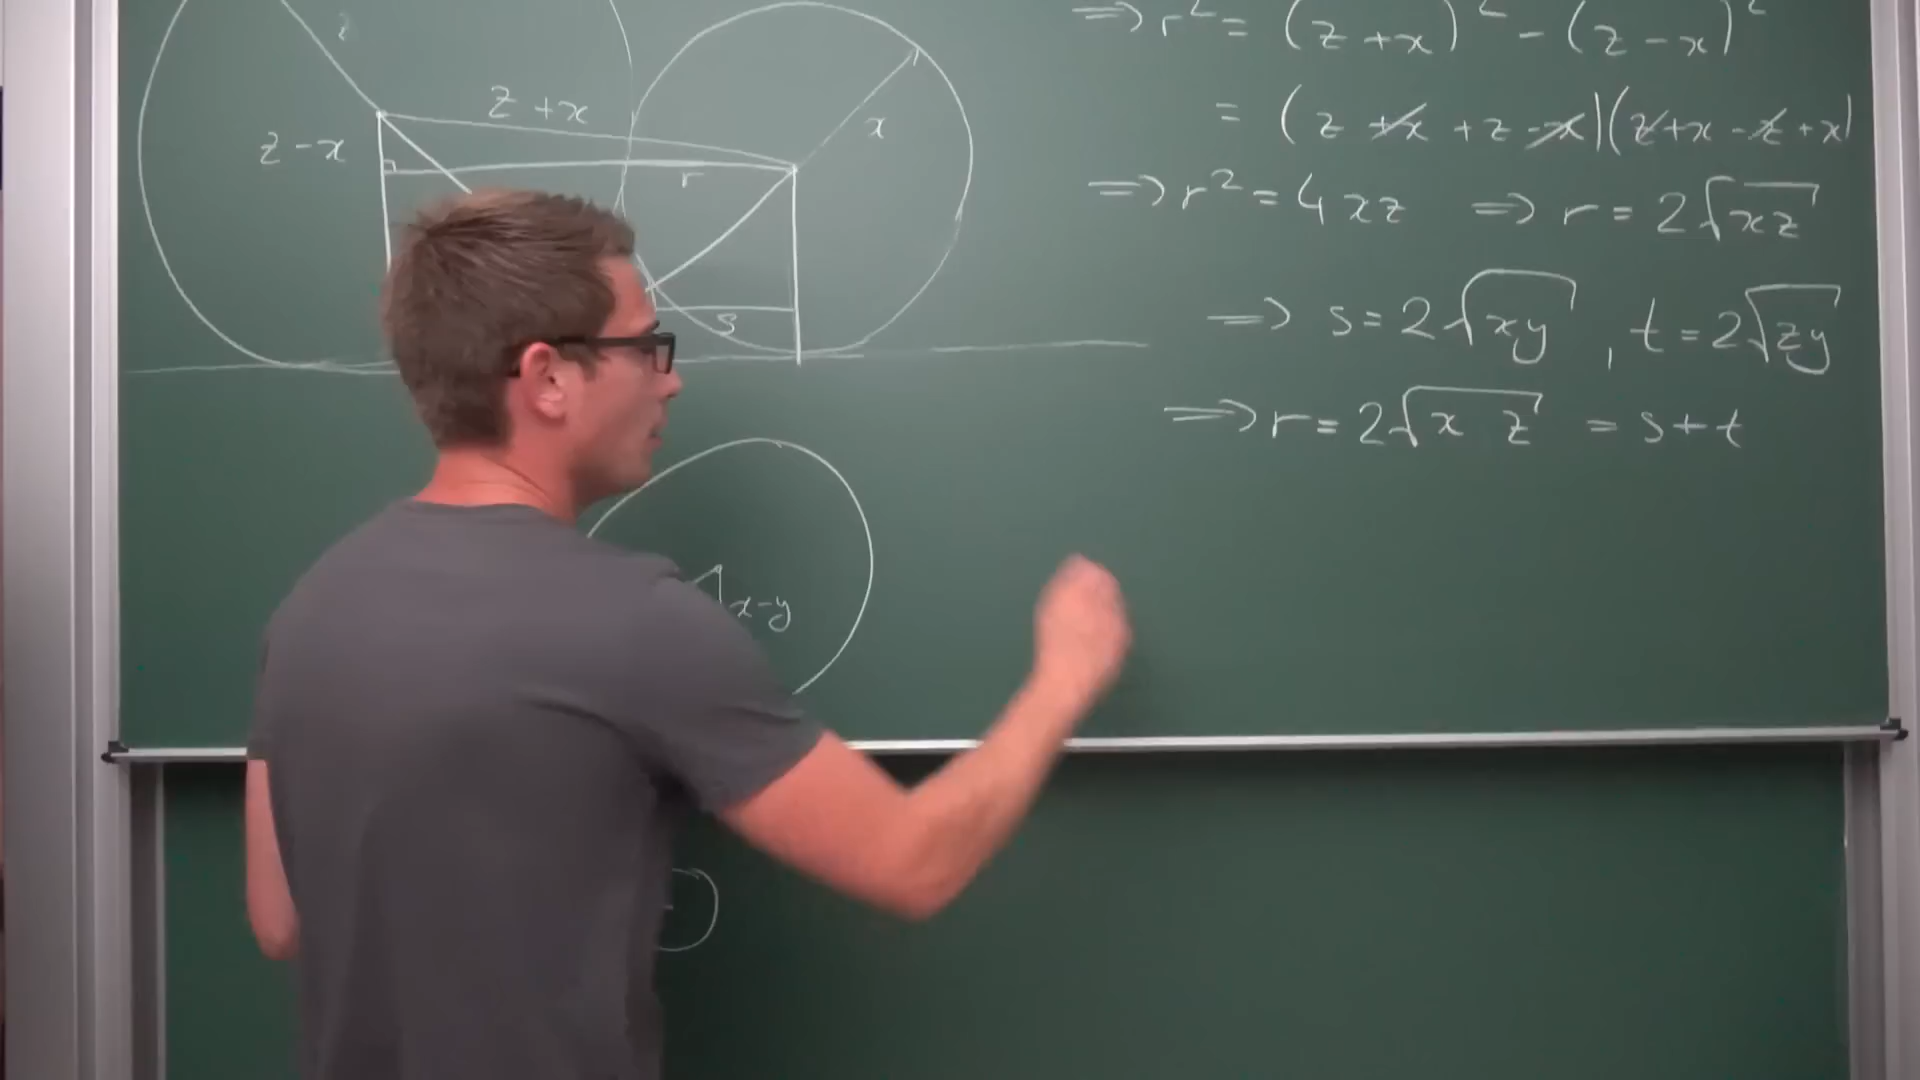 z
z+x
z-x
x
r
s
x-y
⇒ r² = (z+x)² - (z-x)²
= (z+x+z-x)(z+x-z+x)
⇒ r² = 4xz ⇒ r = 2√xz
⇒ s = 2√xy , t = 2√zy
⇒ r = 2√x z = s+t